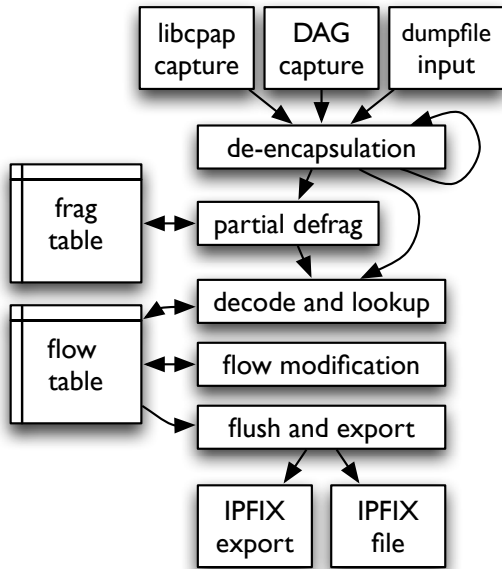 libcpap
capture
DAG
capture
dumpfile
input
de-encapsulation
frag
table
partial defrag
decode and lookup
flow
table
flow modification
flush and export
IPFIX
export
IPFIX
file